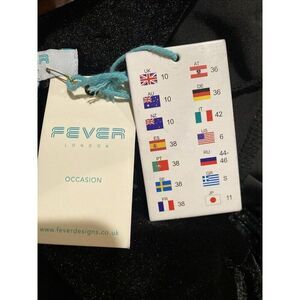 FEVER
LONDON
OCCASION
www.feverdesigns.co.uk
UK 10
AU 10
NZ 10
ES 38
PT 38
SE 38
FR 38
AT 36
DE 36
IT 42
US 6
RU 44-46
GR S
JP 11